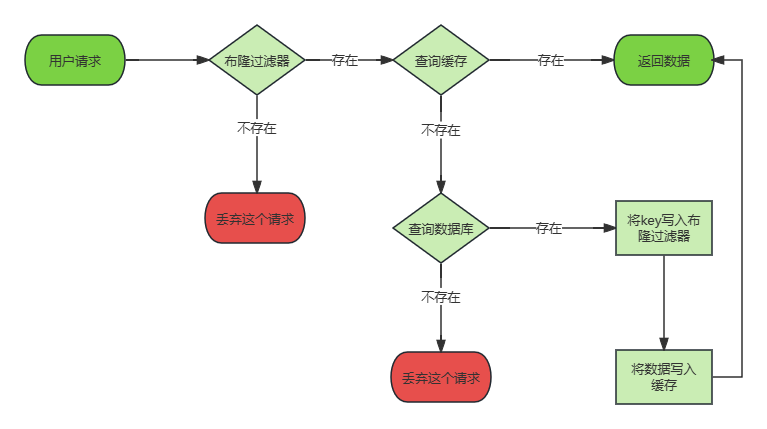 用户请求
布隆过滤器
存在
查询缓存
存在
返回数据
不存在
不存在
丢弃这个请求
查询数据库
存在
将key写入布
隆过滤器
不存在
丢弃这个请求
将数据写入
缓存